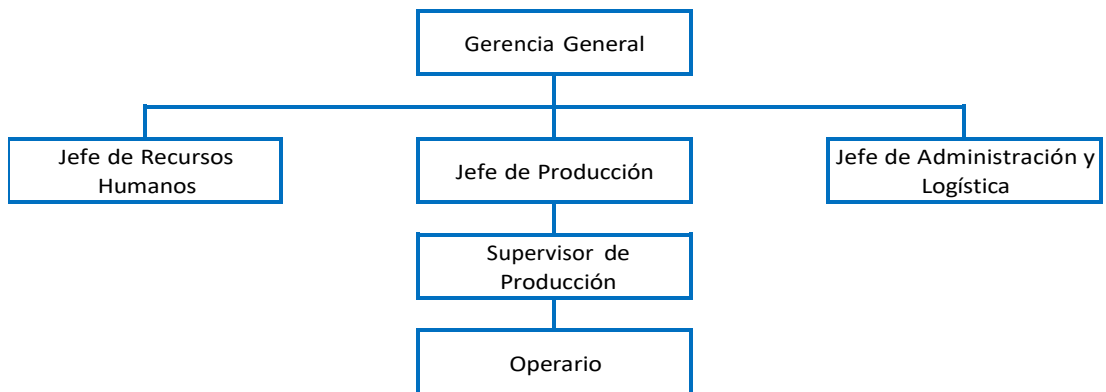 Gerencia General
Jefe de Recursos
Humanos
Jefe de Producción
Jefe de Administración y
Logística
Supervisor de
Producción
Operario